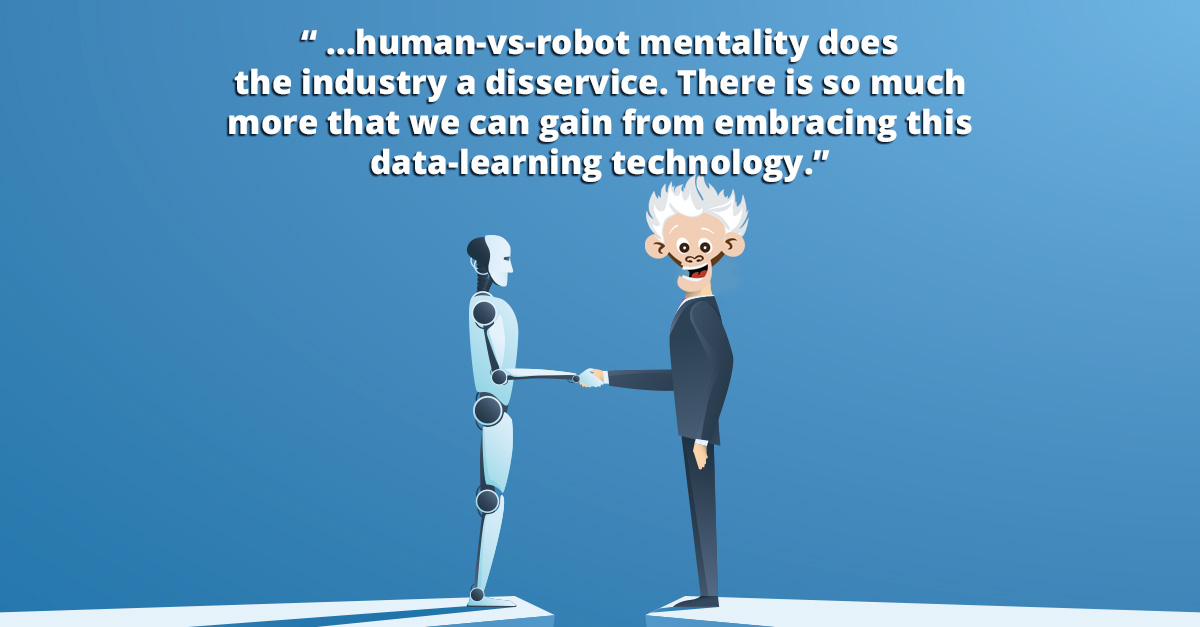 “ ...human-vs-robot mentality does
the industry a disservice. There is so much
more that we can gain from embracing this
data-learning technology.”